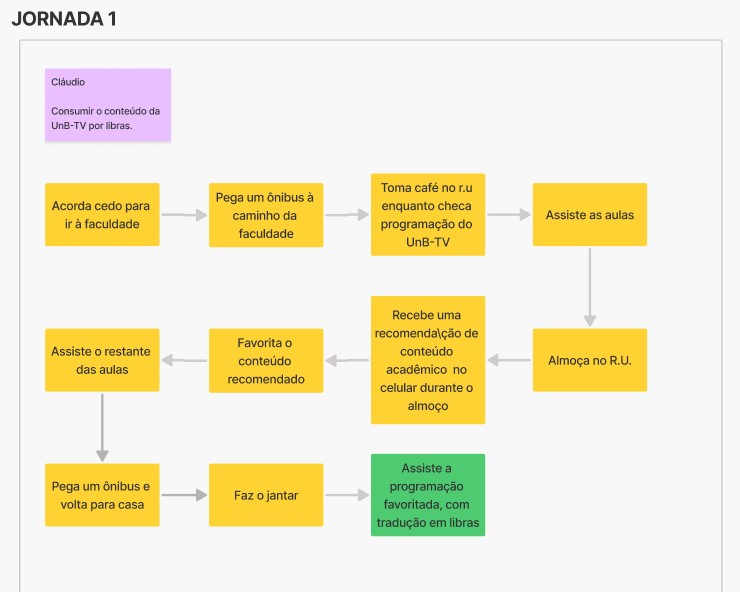 JORNADA 1
Cláudio
Consumir o conteúdo da
UnB-TV por libras.
Acorda cedo para
ir à faculdade
Pega um ônibus à
caminho da
faculdade
Toma café no r.u
enquanto checa
programação do
UnB-TV
Assiste as aulas
Almoça no R.U.
Recebe uma
recomenda\ção de
conteúdo
acadêmico  no
celular durante o
almoço
Favorita o
conteúdo
recomendado
Assiste o restante
das aulas
Pega um ônibus e
volta para casa
Faz o jantar
Assiste a
programação
favoritada, com
tradução em libras